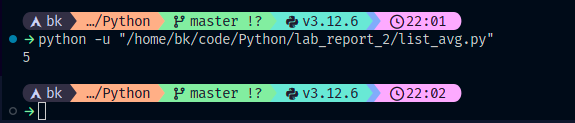 bk …/Python master !? v3.12.6 22:01
python -u "/home/bk/code/Python/lab_report_2/list_avg.py"
5
bk …/Python master !? v3.12.6 22:02